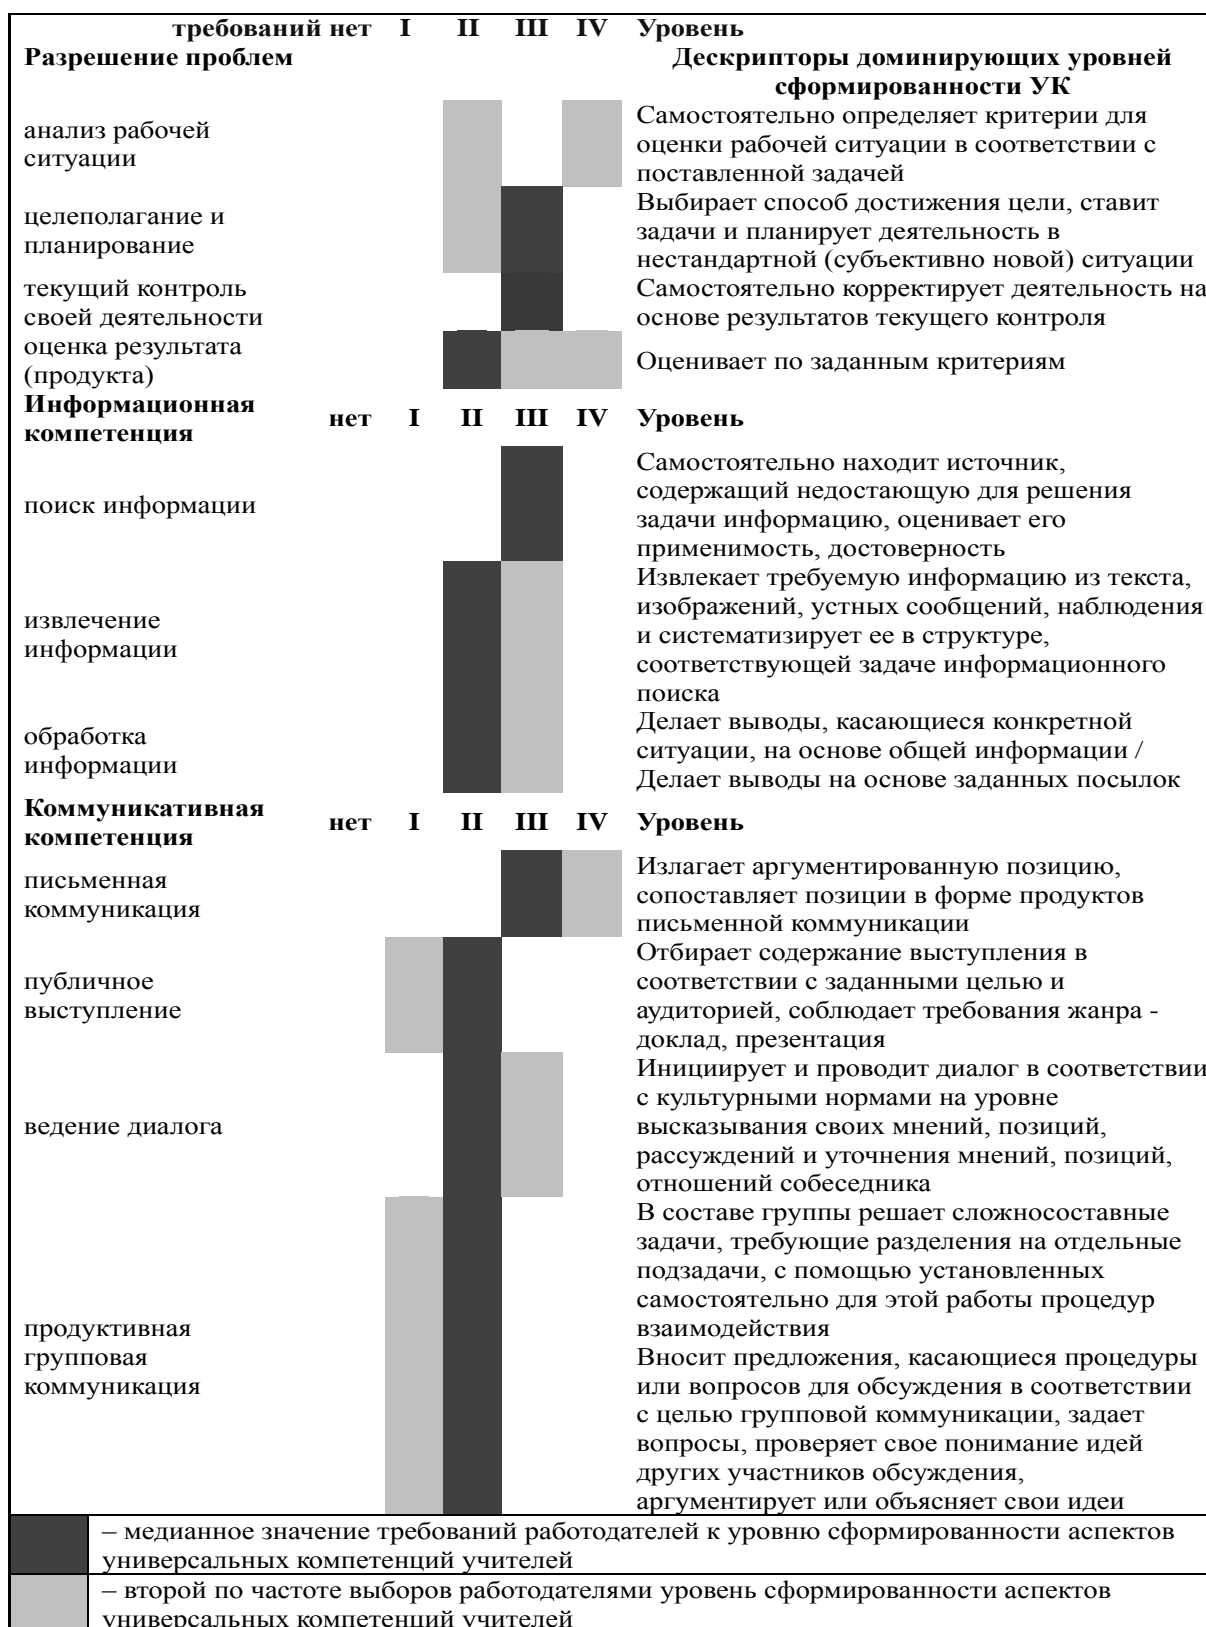 требований нет I II III IV Уровень
Разрешение проблем Дескрипторы доминирующих уровней
сформированности УК
анализ рабочей
ситуации
Самостоятельно определяет критерии для
оценки рабочей ситуации в соответствии с
поставленной задачей
целеполагание и
планирование
Выбирает способ достижения цели, ставит
задачи и планирует деятельность в
нестандартной (субъективно новой) ситуации
текущий контроль
своей деятельности
Самостоятельно корректирует деятельность на
основе результатов текущего контроля
оценка результата
(продукта)
Оценивает по заданным критериям
Информационная
компетенция
нет I II III IV Уровень
поиск информации
Самостоятельно находит источник,
содержащий недостающую для решения
задачи информацию, оценивает его
применимость, достоверность
извлечение
информации
Извлекает требуемую информацию из текста,
изображений, устных сообщений, наблюдения
и систематизирует ее в структуре,
соответствующей задаче информационного
поиска
обработка
информации
Делает выводы, касающиеся конкретной
ситуации, на основе общей информации /
Делает выводы на основе заданных посылок
Коммуникативная
компетенция
нет I II III IV Уровень
письменная
коммуникация
Излагает аргументированную позицию,
сопоставляет позиции в форме продуктов
письменной коммуникации
публичное
выступление
Отбирает содержание выступления в
соответствии с заданными целью и
аудиторией, соблюдает требования жанра -
доклад, презентация
ведение диалога
Инициирует и проводит диалог в соответствии
с культурными нормами на уровне
высказывания своих мнений, позиций,
рассуждений и уточнения мнений, позиций,
отношений собеседника
продуктивная
групповая
коммуникация
В составе группы решает сложносоставные
задачи, требующие разделения на отдельные
подзадачи, с помощью установленных
самостоятельно для этой работы процедур
взаимодействия
Вносит предложения, касающиеся процедуры
или вопросов для обсуждения в соответствии
с целью групповой коммуникации, задает
вопросы, проверяет свое понимание идей
других участников обсуждения,
аргументирует или объясняет свои идеи
– медианное значение требований работодателей к уровню сформированности аспектов
универсальных компетенций учителей
– второй по частоте выборов работодателями уровень сформированности аспектов
универсальных компетенций учителей